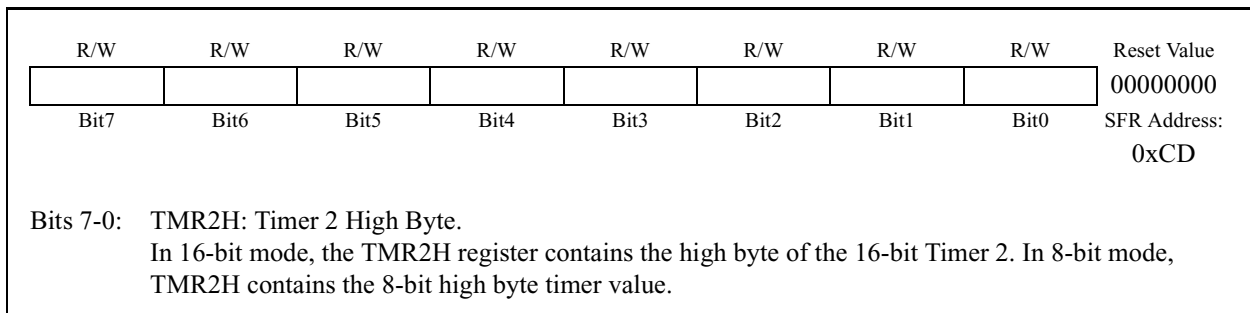 R/W R/W R/W R/W R/W R/W R/W R/W Reset Value
00000000
Bit7 Bit6 Bit5 Bit4 Bit3 Bit2 Bit1 Bit0 SFR Address:
0xCD
Bits 7-0: TMR2H: Timer 2 High Byte.
In 16-bit mode, the TMR2H register contains the high byte of the 16-bit Timer 2. In 8-bit mode,
TMR2H contains the 8-bit high byte timer value.